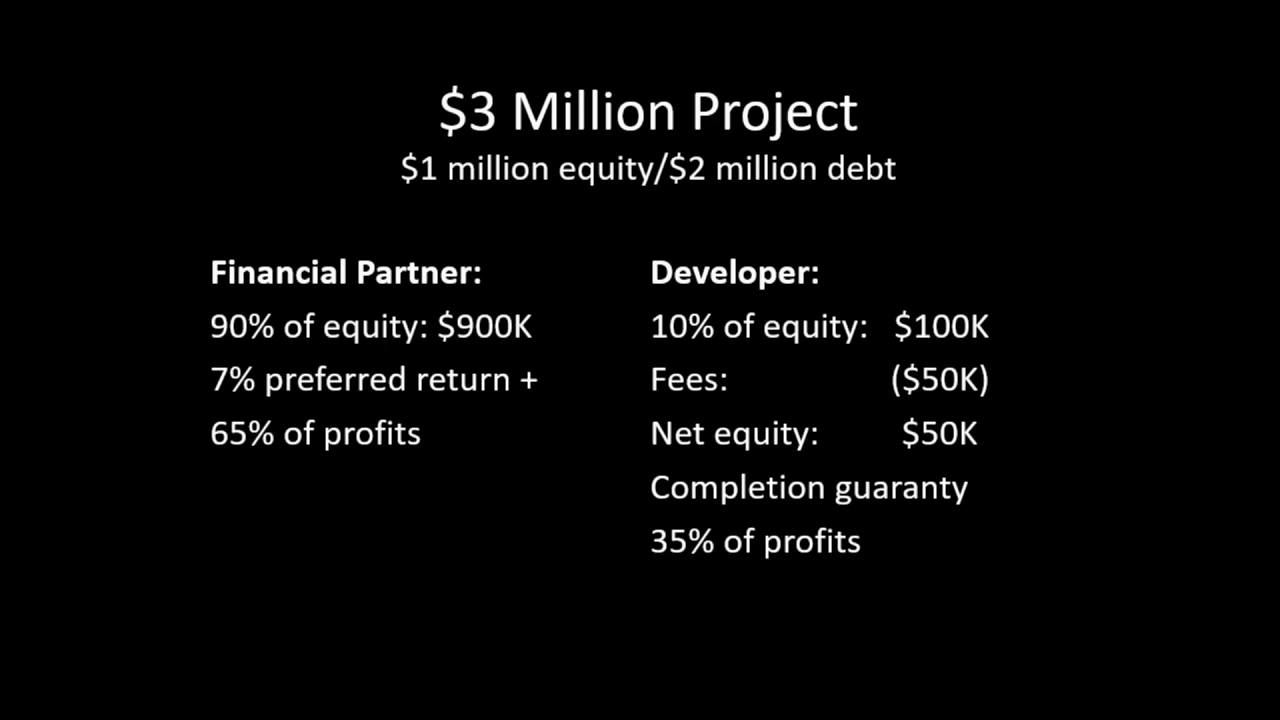 $3 Million Project
$1 million equity/$2 million debt
Financial Partner:
90% of equity: $900K
7% preferred return +
65% of profits
Developer:
10% of equity: $100K
Fees: ($50K)
Net equity: $50K
Completion guaranty
35% of profits